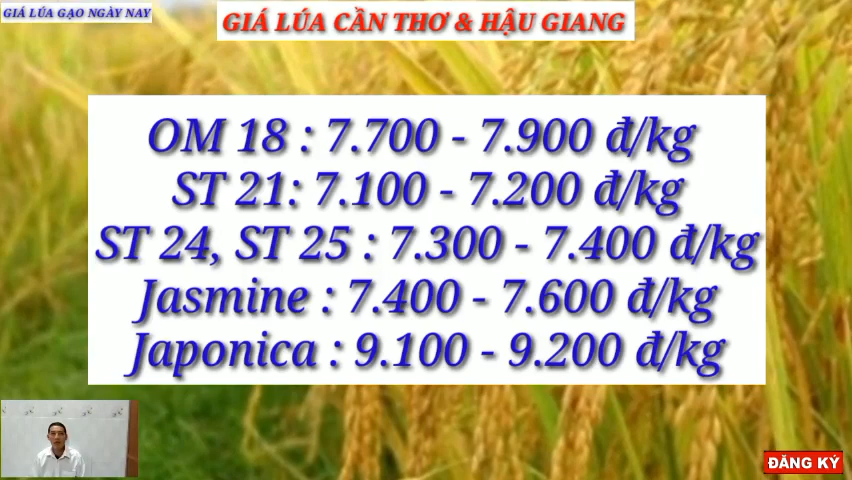 GIÁ LÚA GẠO NGÀY NAY
GIÁ LÚA CẦN THƠ & HẬU GIANG
OM 18 : 7.700 - 7.900 đ/kg
ST 21: 7.100 - 7.200 đ/kg
ST 24, ST 25 : 7.300 - 7.400 đ/kg
Jasmine : 7.400 - 7.600 đ/kg
Japonica : 9.100 - 9.200 đ/kg
ĐĂNG KÝ